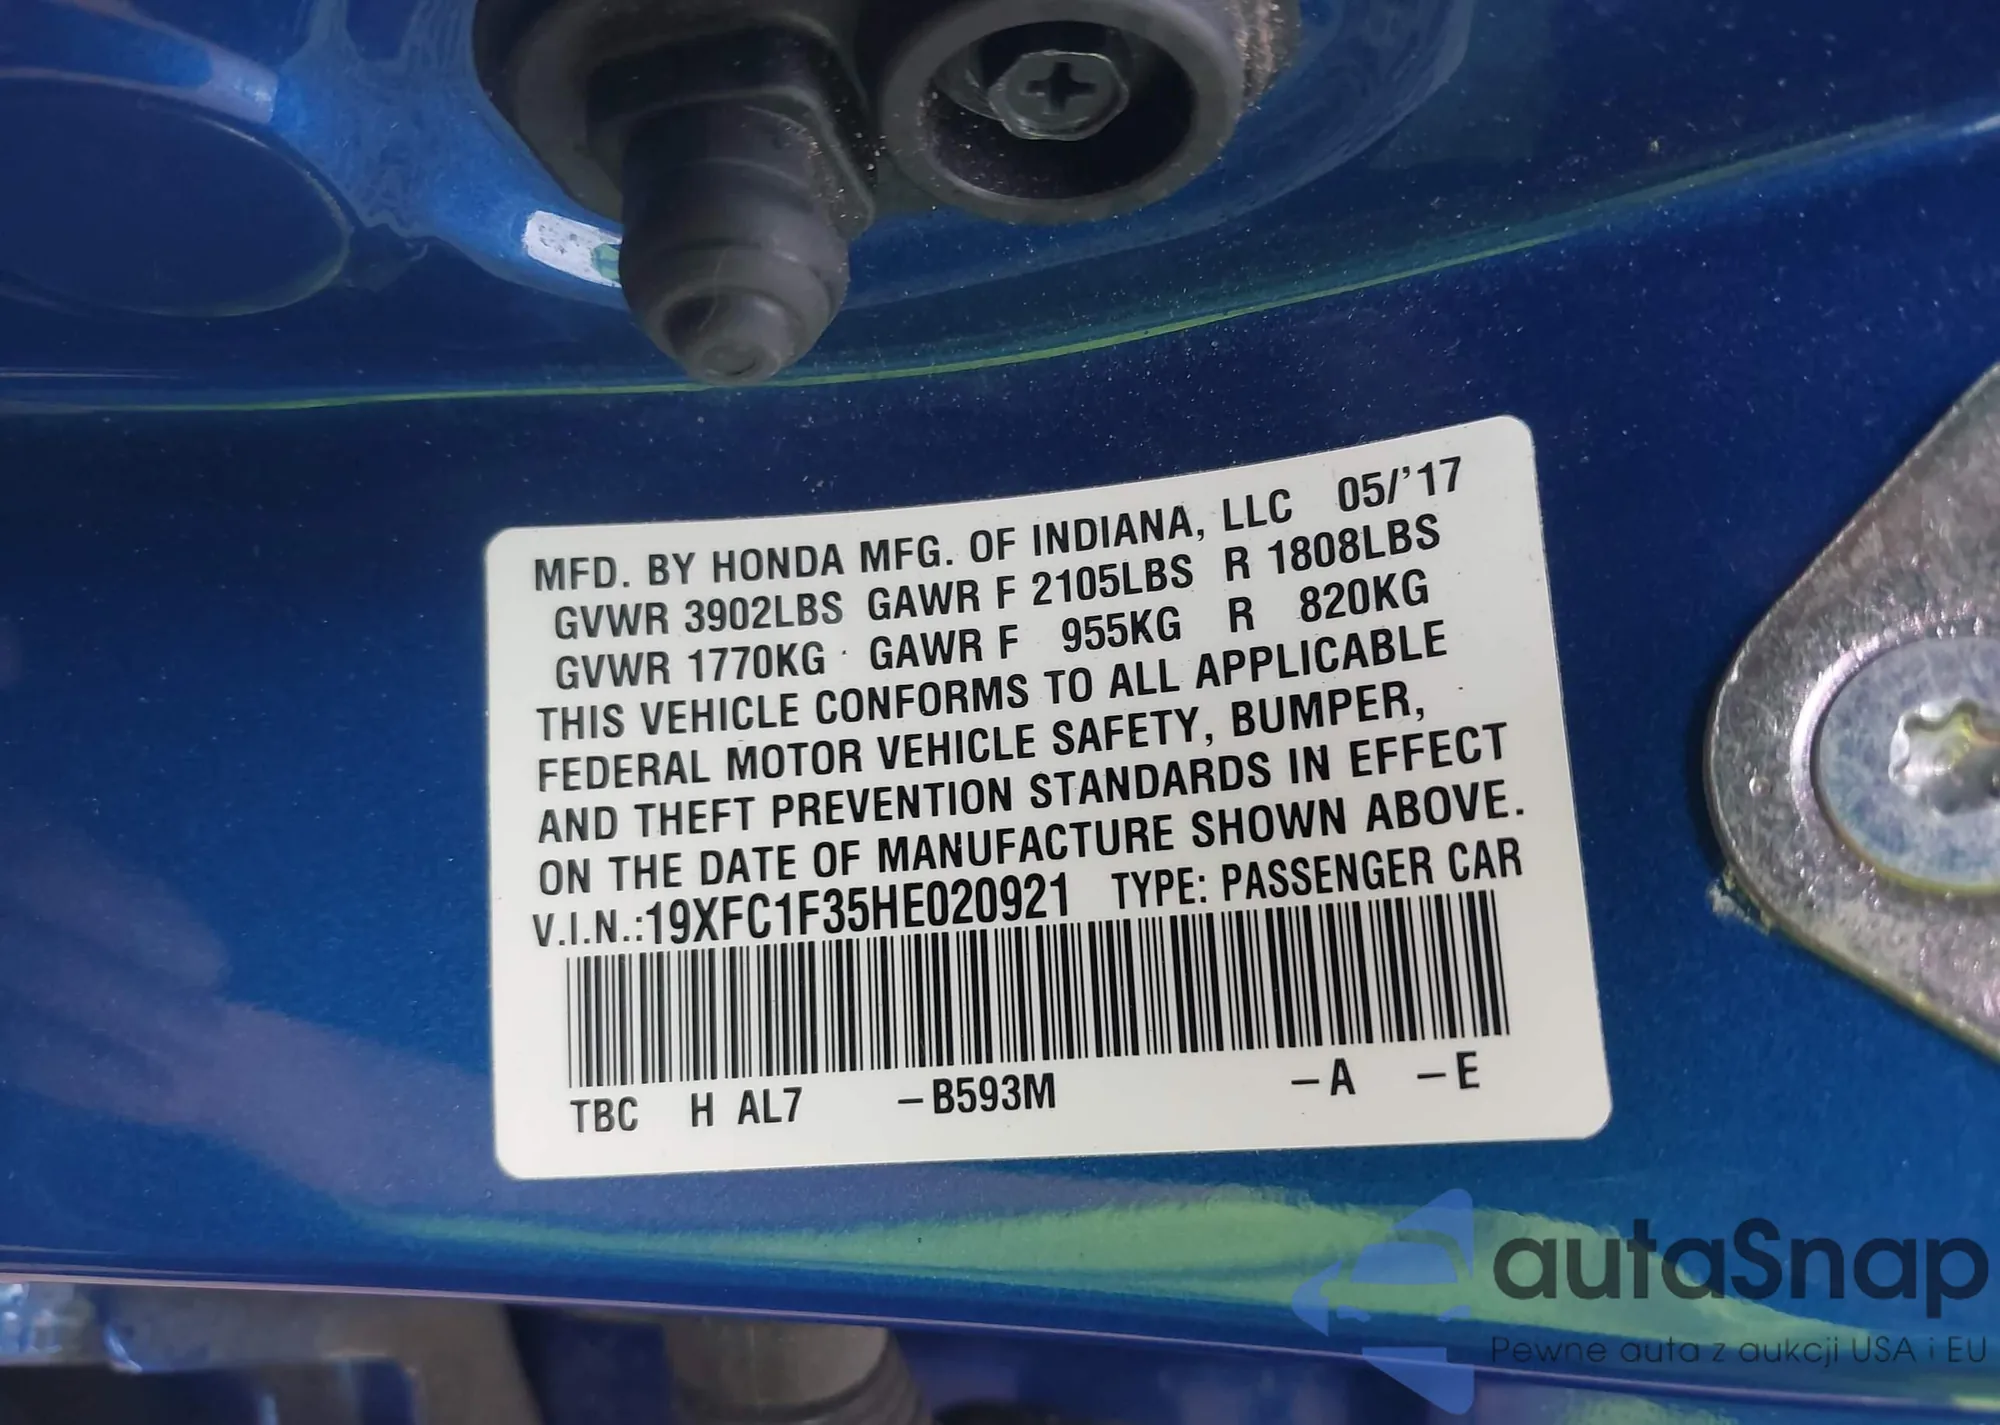 MFD. BY HONDA MFG. OF INDIANA, LLC 05/'17
GVWR 3902LBS GAWR F 2105LBS R 1808LBS
GVWR 1770KG GAWR F 955KG R 820KG
THIS VEHICLE CONFORMS TO ALL APPLICABLE
FEDERAL MOTOR VEHICLE SAFETY, BUMPER,
AND THEFT PREVENTION STANDARDS IN EFFECT
ON THE DATE OF MANUFACTURE SHOWN ABOVE.
V.I.N.:19XFC1F35HE020921 TYPE: PASSENGER CAR
TBC H AL7 –B593M –A –E
autaSnap
Pewne auta z aukcji USA i EU